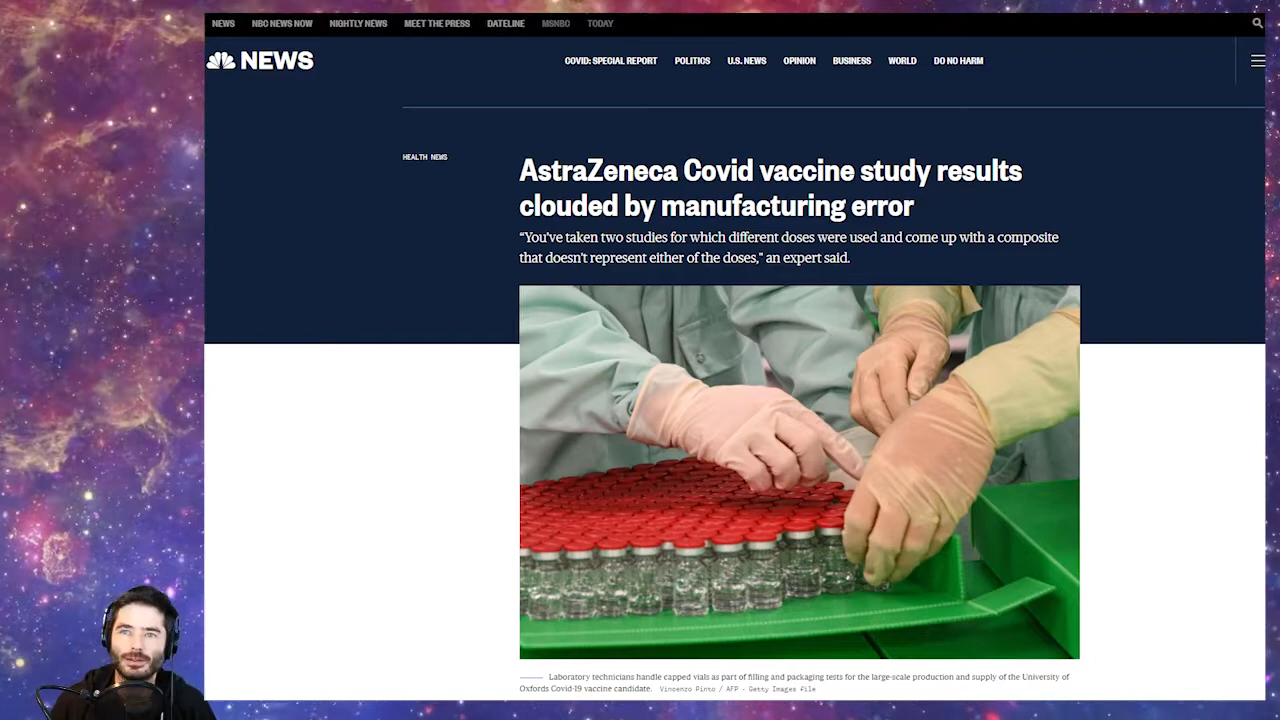 NEWS NBC NEWS NOW NIGHTLY NEWS MEET THE PRESS DATELINE MSNBC TODAY
NEWS COVID: SPECIAL REPORT POLITICS U.S. NEWS OPINION BUSINESS WORLD DO NO HARM
HEALTH NEWS
AstraZeneca Covid vaccine study results
clouded by manufacturing error
“You've taken two studies for which different doses were used and come up with a composite
that doesn't represent either of the doses," an expert said.
Laboratory technicians handle capped vials as part of filling and packaging tests for the large-scale production and supply of the University of
Oxfords Covid-19 vaccine candidate. Vincenzo Pinto / AFP - Getty Images file